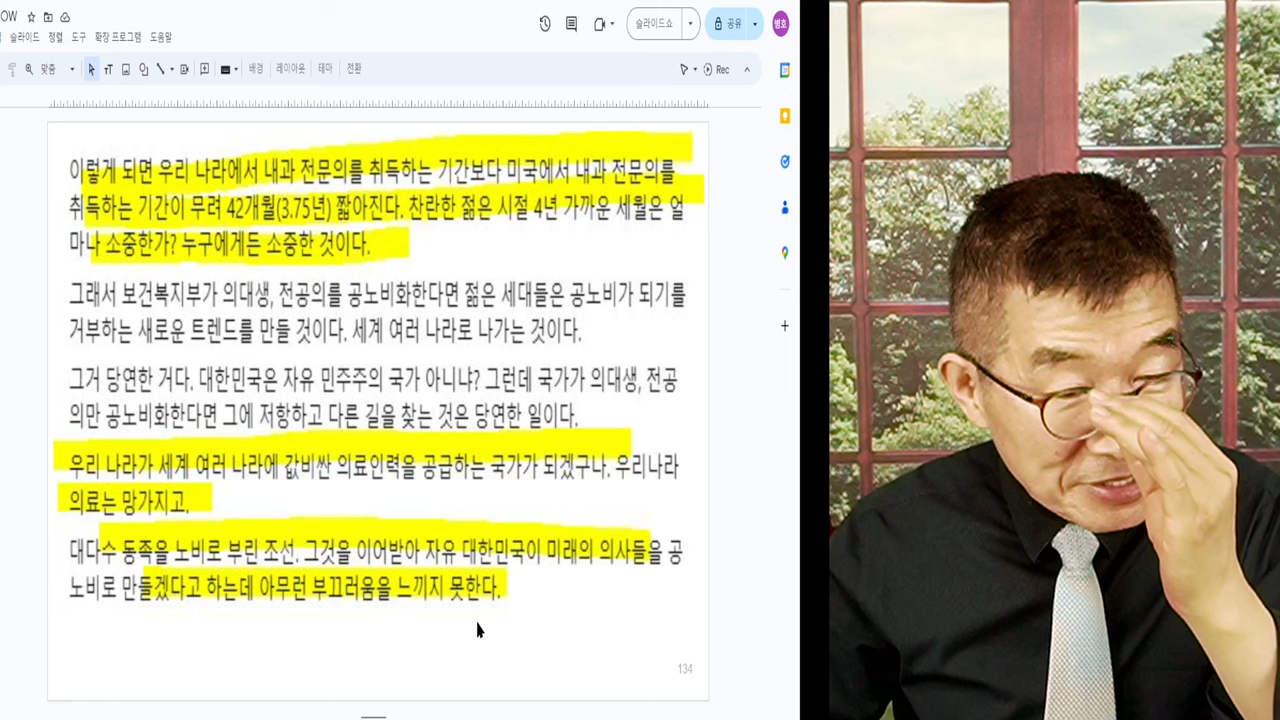 OW
슬라이드 정렬 도구 확장 프로그램 도움말
슬라이드쇼
공유
병호
맞춤
배경 레이아웃 테마 전환
Rec
이렇게 되면 우리 나라에서 내과 전문의를 취득하는 기간보다 미국에서 내과 전문의를
취득하는 기간이 무려 42개월(3.75년) 짧아진다. 찬란한 젊은 시절 4년 가까운 세월은 얼
마나 소중한가? 누구에게든 소중한 것이다.
그래서 보건복지부가 의대생, 전공의를 공노비화한다면 젊은 세대들은 공노비가 되기를
거부하는 새로운 트렌드를 만들 것이다. 세계 여러 나라로 나가는 것이다.
그거 당연한 거다. 대한민국은 자유 민주주의 국가 아니냐? 그런데 국가가 의대생, 전공
의만 공노비화한다면 그에 저항하고 다른 길을 찾는 것은 당연한 일이다.
우리 나라가 세계 여러 나라에 값비싼 의료인력을 공급하는 국가가 되겠구나. 우리나라
의료는 망가지고.
대다수 동족을 노비로 부린 조선. 그것을 이어받아 자유 대한민국이 미래의 의사들을 공
노비로 만들겠다고 하는데 아무런 부끄러움을 느끼지 못한다.
134